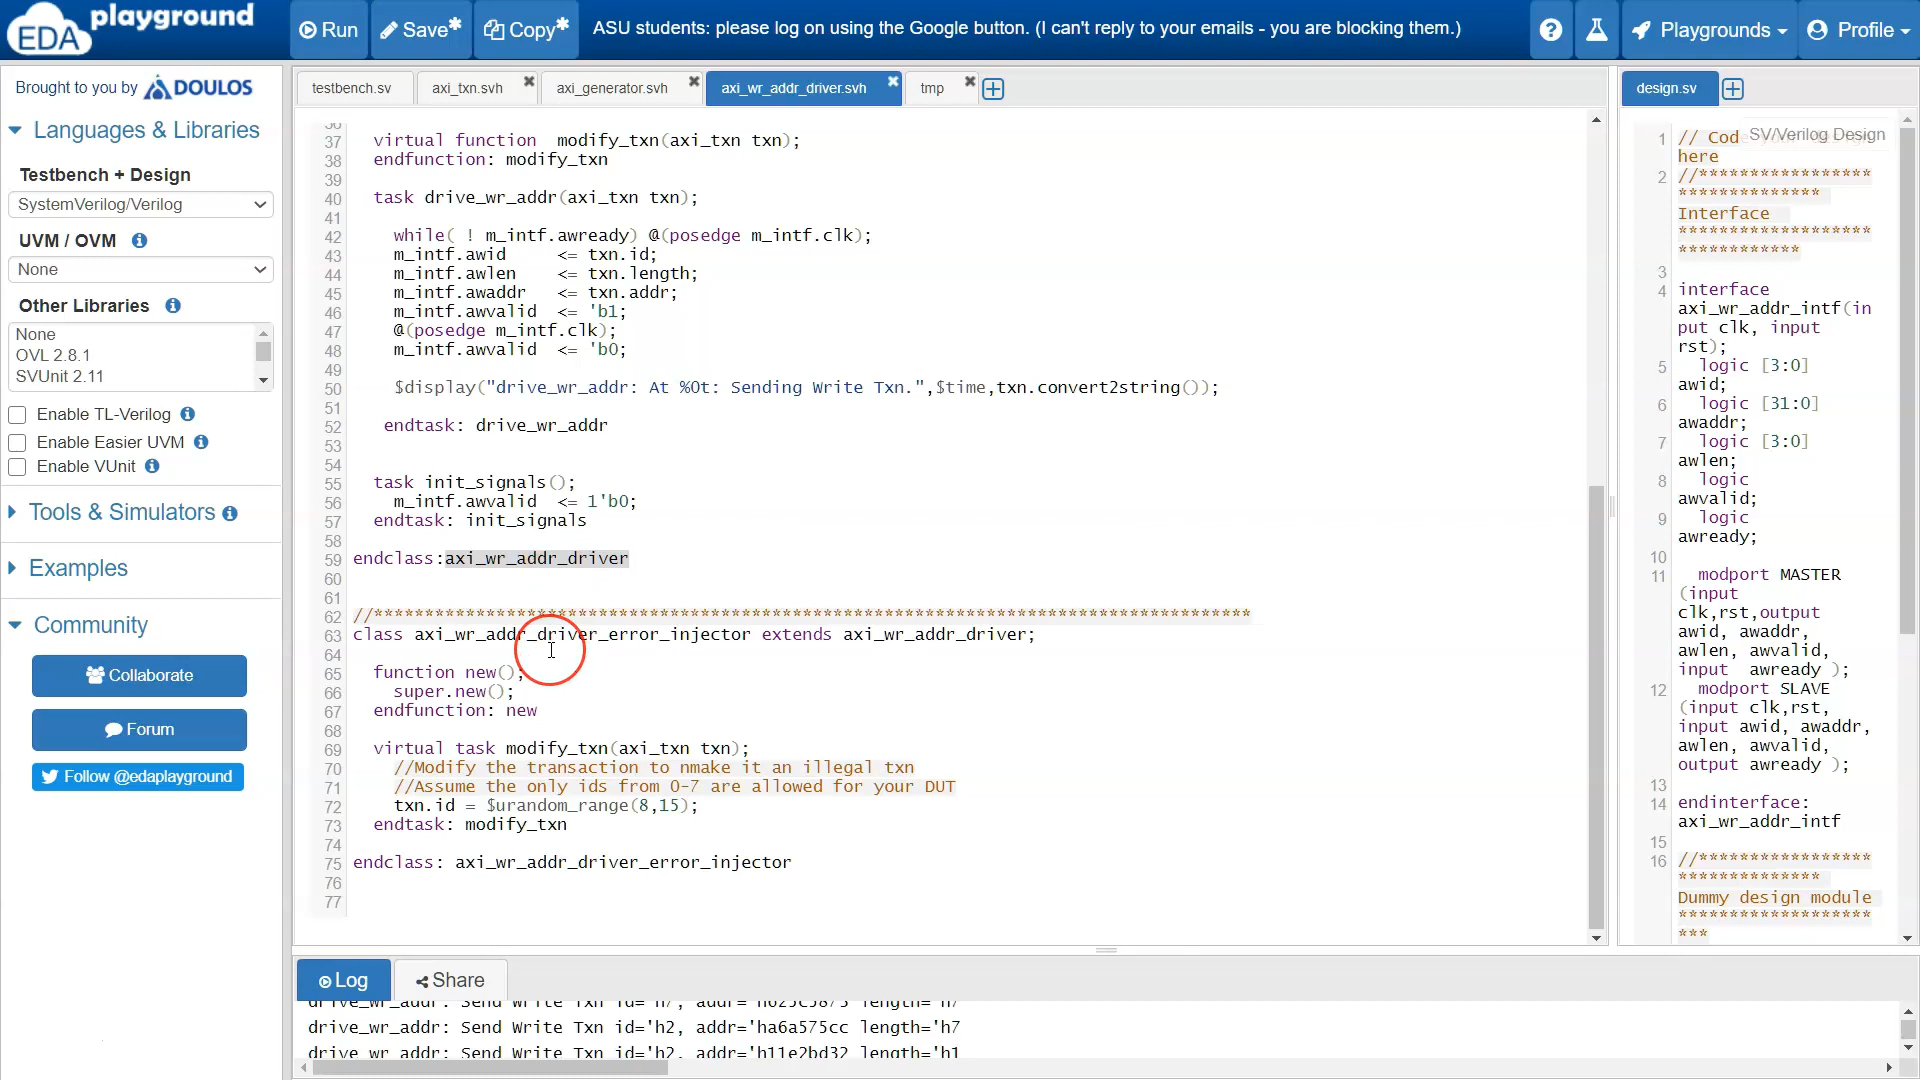 EDA playground
Run
Save*
Copy*
ASU students: please log on using the Google button. (I can't reply to your emails - you are blocking them.)
Playgrounds
Profile
Brought to you by DOULOS
Languages & Libraries
Testbench + Design
SystemVerilog/Verilog
UVM / OVM
None
Other Libraries
None
OVL 2.8.1
SVUnit 2.11
Enable TL-Verilog
Enable Easier UVM
Enable VUnit
Tools & Simulators
Examples
Community
Collaborate
Forum
Follow @edaplayground
testbench.sv
axi_txn.svh
axi_generator.svh
axi_wr_addr_driver.svh
tmp
37 virtual function  modify_txn(axi_txn txn);
38 endfunction: modify_txn
39
40 task drive_wr_addr(axi_txn txn);
41
42 while( ! m_intf.awready) @(posedge m_intf.clk);
43 m_intf.awid     <= txn.id;
44 m_intf.awlen    <= txn.length;
45 m_intf.awaddr   <= txn.addr;
46 m_intf.awvalid  <= 'b1;
47 @(posedge m_intf.clk);
48 m_intf.awvalid  <= 'b0;
49
50 $display("drive_wr_addr: At %0t: Sending Write Txn.",$time,txn.convert2string());
51
52 endtask: drive_wr_addr
53
54
55 task init_signals();
56 m_intf.awvalid  <= 1'b0;
57 endtask: init_signals
58
59 endclass:axi_wr_addr_driver
60
61
62 //**************************************************************************************
63 class axi_wr_addr_driver_error_injector extends axi_wr_addr_driver;
64
65 function new();
66 super.new();
67 endfunction: new
68
69 virtual task modify_txn(axi_txn txn);
70 //Modify the transaction to nmake it an illegal txn
71 //Assume the only ids from 0-7 are allowed for your DUT
72 txn.id = $urandom_range(8,15);
73 endtask: modify_txn
74
75 endclass: axi_wr_addr_driver_error_injector
76
77
design.sv
SV/Verilog Design
1 // Code
here
2 //*****************
**************
Interface
*******************
************
3
4 interface
axi_wr_addr_intf(in
put clk, input
rst);
5 logic [3:0]
awid;
6 logic [31:0]
awaddr;
7 logic [3:0]
awlen;
8 logic
awvalid;
9 logic
awready;
10
11 modport MASTER
(input
clk,rst,output
awid, awaddr,
awlen, awvalid,
input  awready );
12 modport SLAVE
(input clk,rst,
input awid, awaddr,
awlen, awvalid,
output awready );
13
14 endinterface:
axi_wr_addr_intf
15
16 //*****************
**************
Dummy design module
*******************
***
Log
Share
drive_wr_addr: Send Write Txn id='h2, addr='ha6a575cc length='h7
drive_wr_addr: Send Write Txn id='h2, addr='h11e2bd32 length='h1